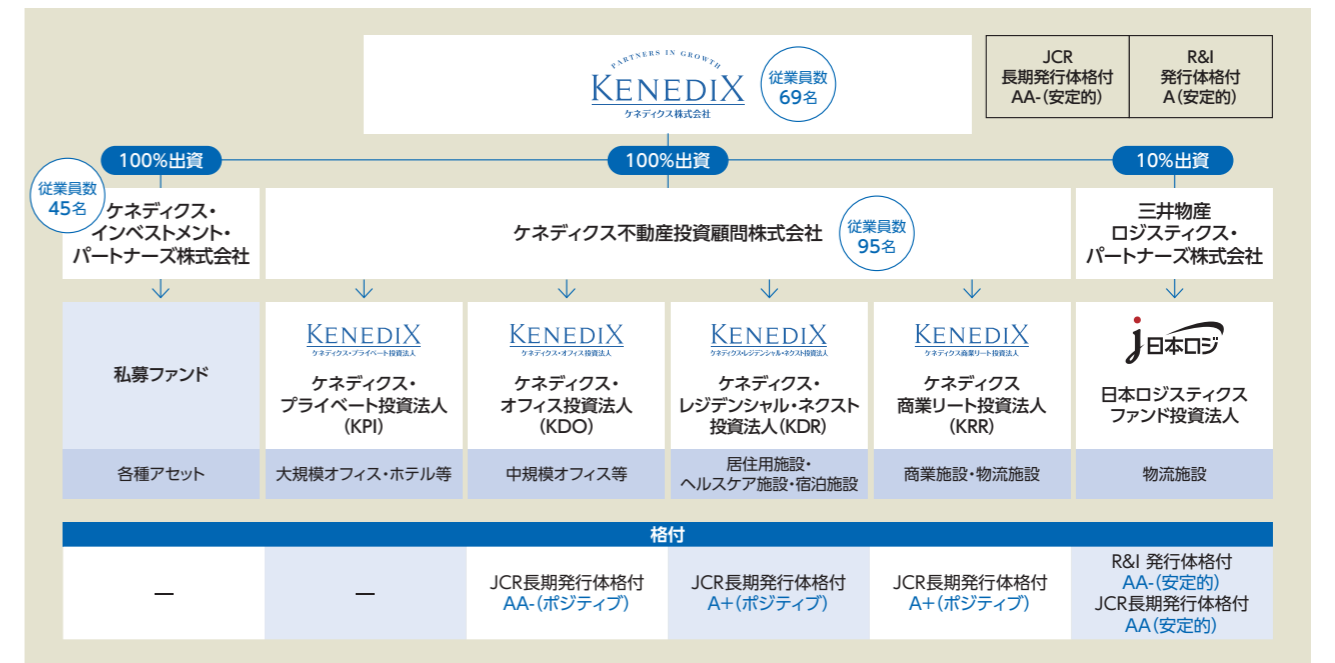 PARTNERS IN GROWTH
KENEDIX
ケネディクス株式会社
従業員数
69名
JCR
長期発行体格付
AA-(安定的)
R&I
発行体格付
A(安定的)
100%出資
100%出資
10%出資
従業員数
45名
ケネディクス・
インベストメント・
パートナーズ株式会社
ケネディクス不動産投資顧問株式会社
従業員数
95名
三井物産
ロジスティクス・
パートナーズ株式会社
私募ファンド
KENEDIX
ケネディクス・プライベート投資法人
ケネディクス・
プライベート投資法人
(KPI)
KENEDIX
ケネディクス・オフィス投資法人
ケネディクス・
オフィス投資法人
(KDO)
KENEDIX
ケネディクス・レジデンシャル・ネクスト投資法人
ケネディクス・
レジデンシャル・ネクスト
投資法人(KDR)
KENEDIX
ケネディクス商業リート投資法人
ケネディクス
商業リート投資法人
(KRR)
日本ロジ
日本ロジスティクス
ファンド投資法人
各種アセット
大規模オフィス・ホテル等
中規模オフィス等
居住用施設・
ヘルスケア施設・宿泊施設
商業施設・物流施設
物流施設
格付
—
—
JCR長期発行体格付
AA-(ポジティブ)
JCR長期発行体格付
A+(ポジティブ)
JCR長期発行体格付
A+(ポジティブ)
R&I 発行体格付
AA-(安定的)
JCR長期発行体格付
AA(安定的)